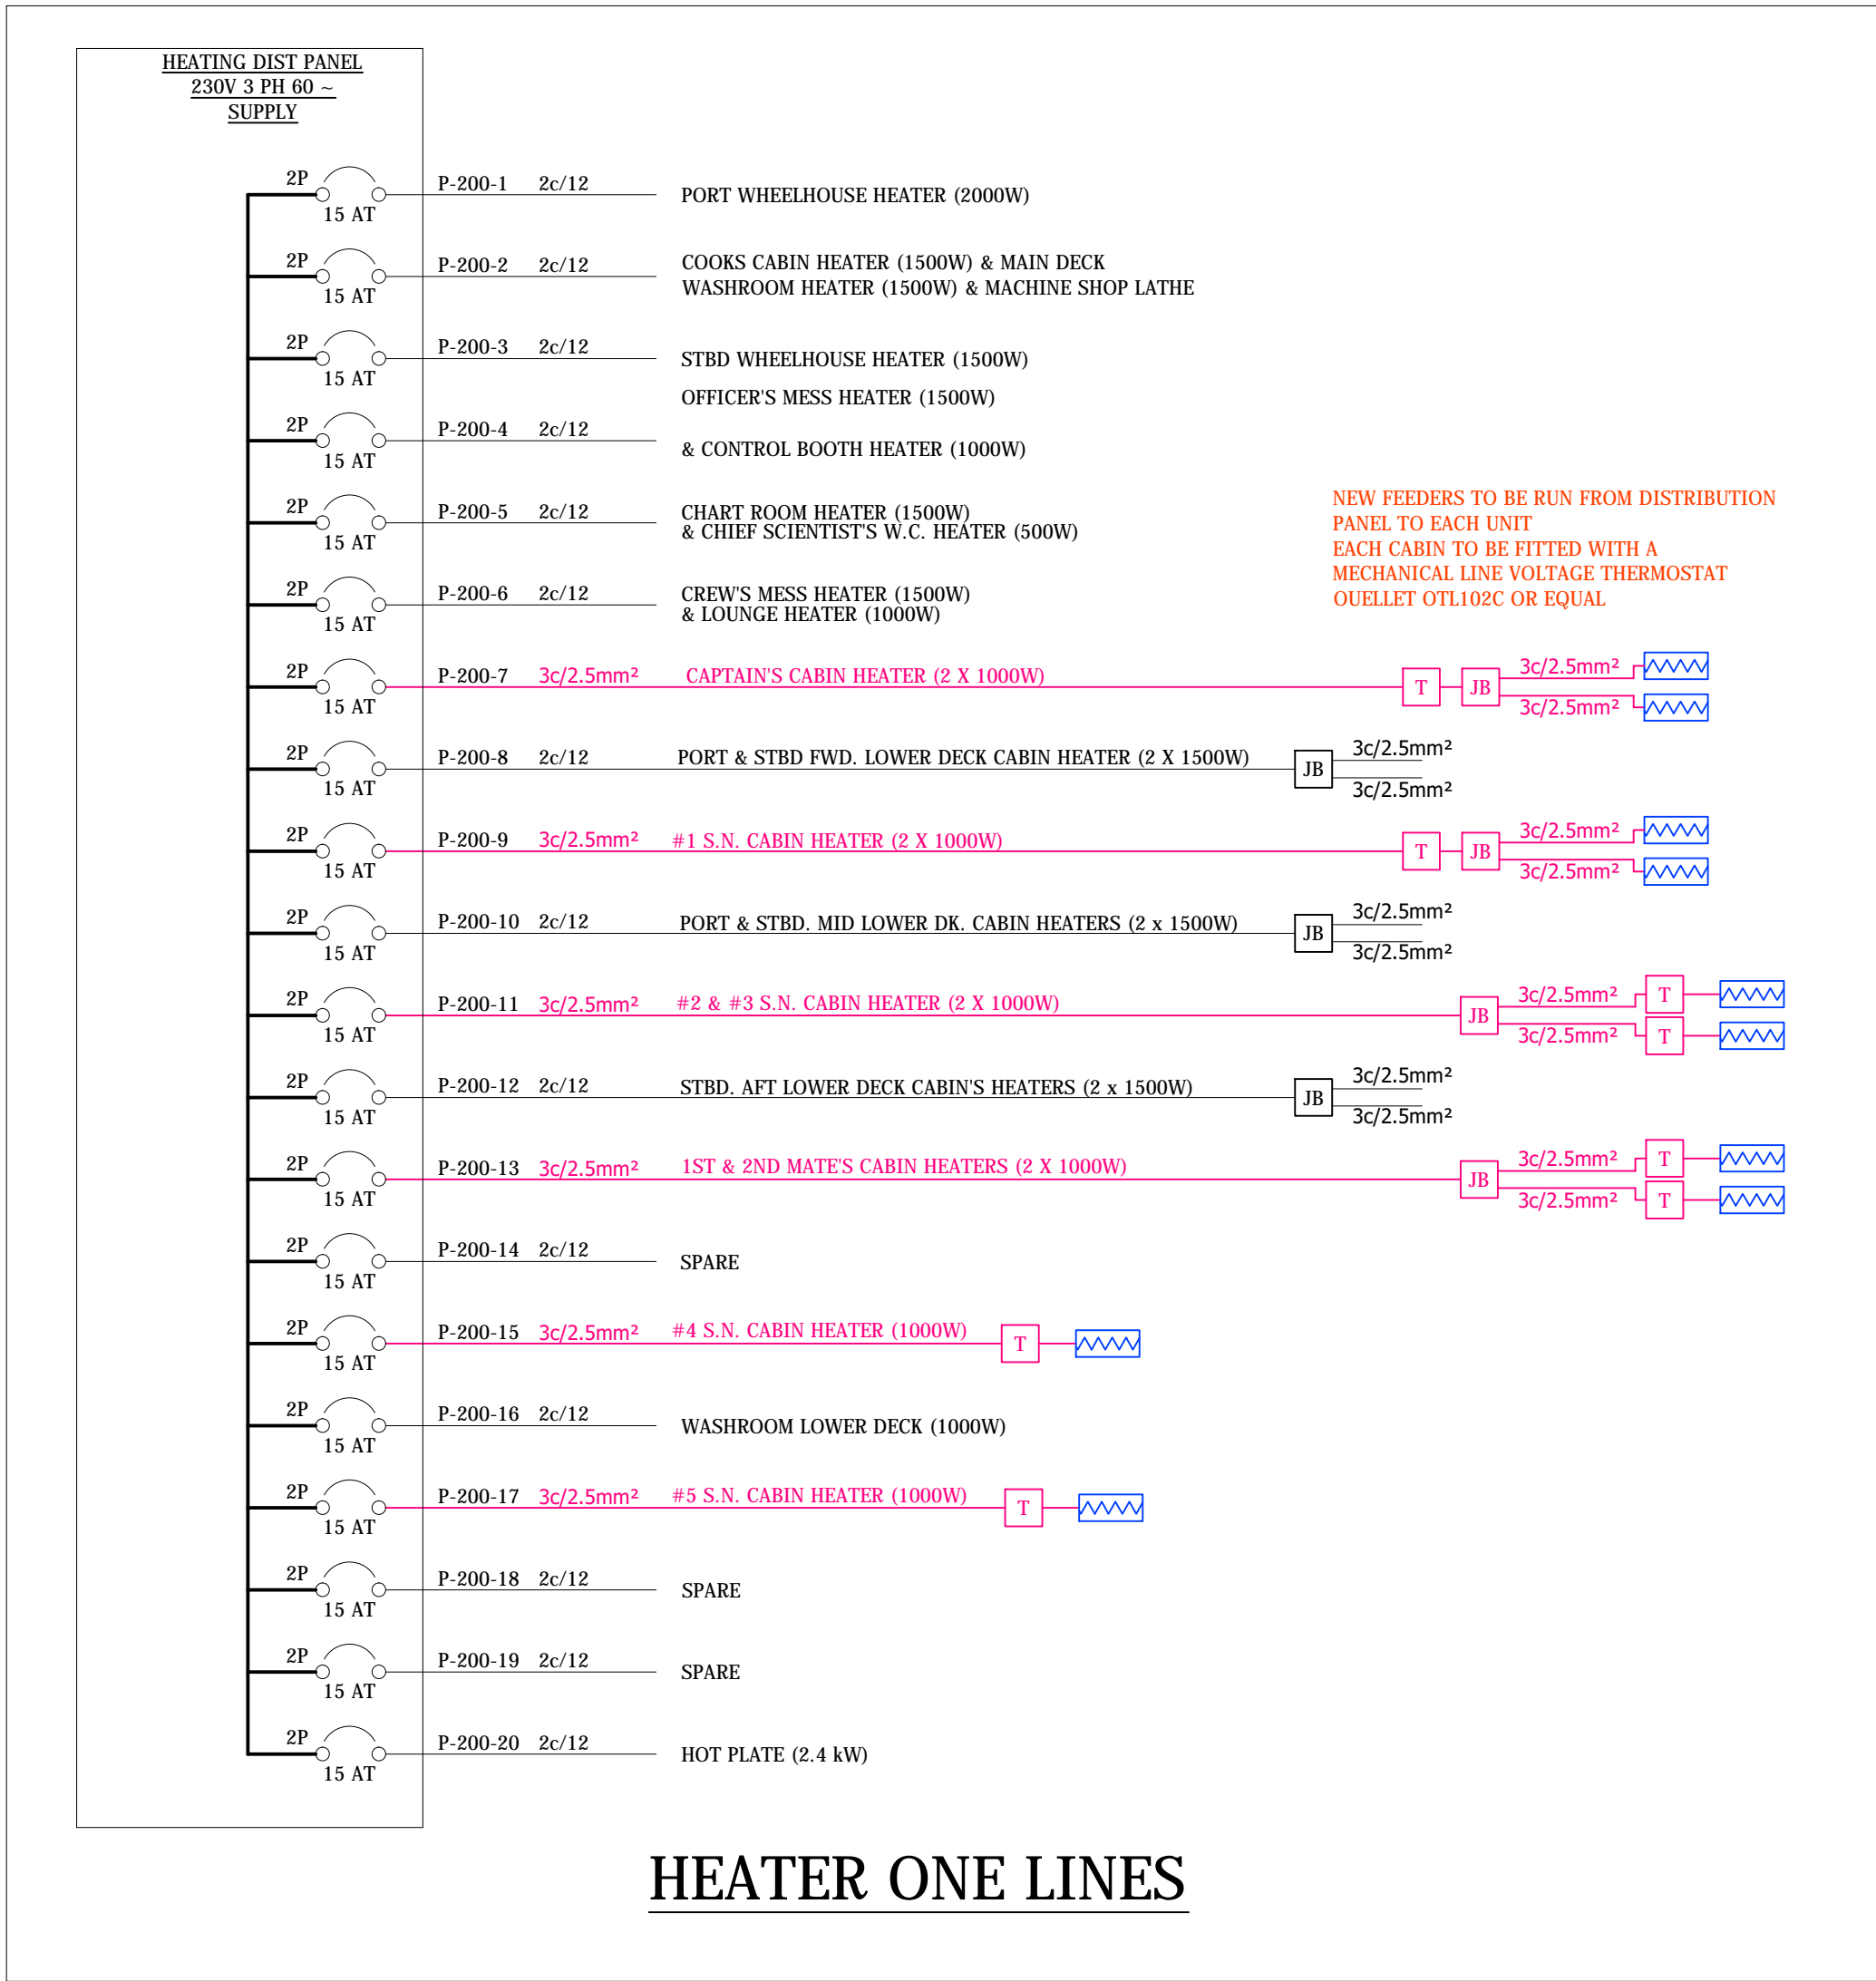 HEATING DIST PANEL
230V 3 PH 60 ~
SUPPLY
2P
15 AT
P-200-1 2c/12
PORT WHEELHOUSE HEATER (2000W)
2P
15 AT
P-200-2 2c/12
COOKS CABIN HEATER (1500W) & MAIN DECK
WASHROOM HEATER (1500W) & MACHINE SHOP LATHE
2P
15 AT
P-200-3 2c/12
STBD WHEELHOUSE HEATER (1500W)
2P
15 AT
P-200-4 2c/12
OFFICER'S MESS HEATER (1500W)
& CONTROL BOOTH HEATER (1000W)
2P
15 AT
P-200-5 2c/12
CHART ROOM HEATER (1500W)
& CHIEF SCIENTIST'S W.C. HEATER (500W)
NEW FEEDERS TO BE RUN FROM DISTRIBUTION
PANEL TO EACH UNIT
EACH CABIN TO BE FITTED WITH A
MECHANICAL LINE VOLTAGE THERMOSTAT
OUELLET OTL102C OR EQUAL
2P
15 AT
P-200-6 2c/12
CREW'S MESS HEATER (1500W)
& LOUNGE HEATER (1000W)
2P
15 AT
P-200-7 3c/2.5mm² CAPTAIN'S CABIN HEATER (2 X 1000W)
T
JB
3c/2.5mm²
3c/2.5mm²
2P
15 AT
P-200-8 2c/12 PORT & STBD FWD. LOWER DECK CABIN HEATER (2 X 1500W)
JB
3c/2.5mm²
3c/2.5mm²
2P
15 AT
P-200-9 3c/2.5mm² #1 S.N. CABIN HEATER (2 X 1000W)
T
JB
3c/2.5mm²
3c/2.5mm²
2P
15 AT
P-200-10 2c/12 PORT & STBD. MID LOWER DK. CABIN HEATERS (2 x 1500W)
JB
3c/2.5mm²
3c/2.5mm²
2P
15 AT
P-200-11 3c/2.5mm² #2 & #3 S.N. CABIN HEATER (2 X 1000W)
JB
3c/2.5mm²
T
3c/2.5mm²
T
2P
15 AT
P-200-12 2c/12 STBD. AFT LOWER DECK CABIN'S HEATERS (2 x 1500W)
JB
3c/2.5mm²
3c/2.5mm²
2P
15 AT
P-200-13 3c/2.5mm² 1ST & 2ND MATE'S CABIN HEATERS (2 X 1000W)
JB
3c/2.5mm²
T
3c/2.5mm²
T
2P
15 AT
P-200-14 2c/12
SPARE
2P
15 AT
P-200-15 3c/2.5mm² #4 S.N. CABIN HEATER (1000W)
T
2P
15 AT
P-200-16 2c/12
WASHROOM LOWER DECK (1000W)
2P
15 AT
P-200-17 3c/2.5mm² #5 S.N. CABIN HEATER (1000W)
T
2P
15 AT
P-200-18 2c/12
SPARE
2P
15 AT
P-200-19 2c/12
SPARE
2P
15 AT
P-200-20 2c/12
HOT PLATE (2.4 kW)
HEATER ONE LINES